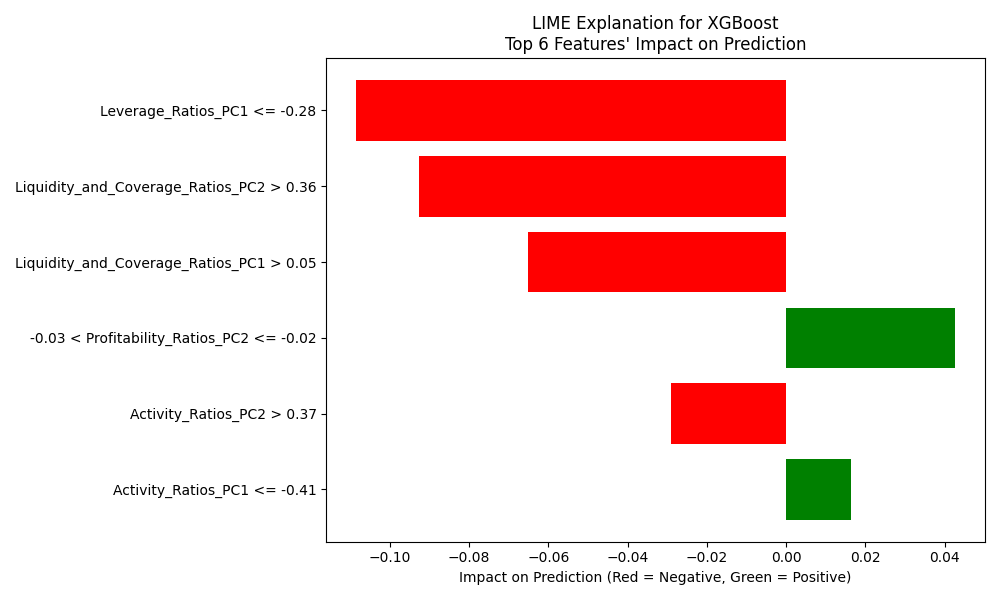 LIME Explanation for XGBoost
Top 6 Features' Impact on Prediction
Leverage_Ratios_PC1 <= -0.28
Liquidity_and_Coverage_Ratios_PC2 > 0.36
Liquidity_and_Coverage_Ratios_PC1 > 0.05
-0.03 < Profitability_Ratios_PC2 <= -0.02
Activity_Ratios_PC2 > 0.37
Activity_Ratios_PC1 <= -0.41
−0.10 −0.08 −0.06 −0.04 −0.02 0.00 0.02 0.04
Impact on Prediction (Red = Negative, Green = Positive)